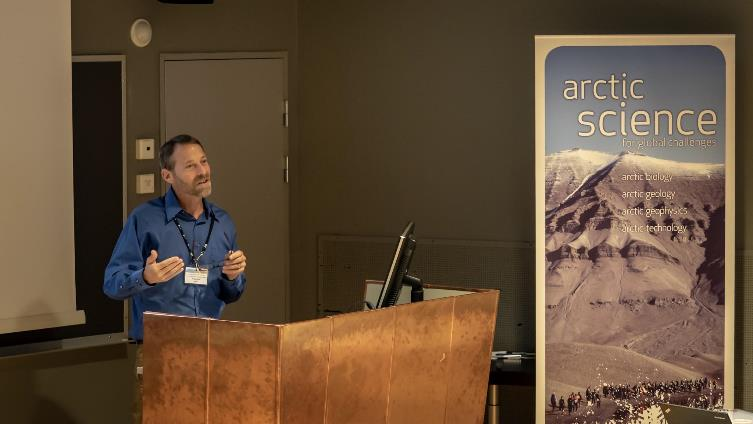 arctic
science
for global challenges
arctic biology
arctic geology
arctic geophysics
arctic technology